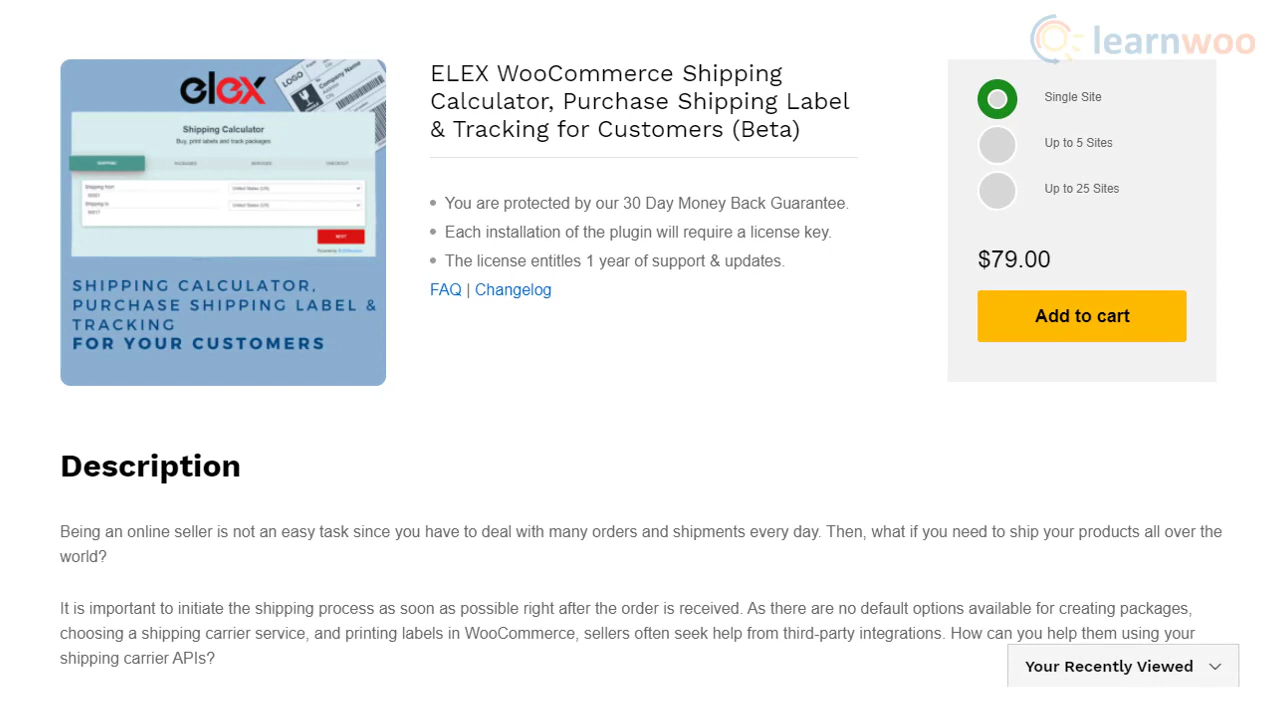 learnwoo
elex
LOGO
Company Name
Address
City
Shipping Calculator
Buy, print labels and track packages
SHIPPING PACKAGES SERVICES CHECKOUT
Shipping from
United States (US)
Shipping to
United States (US)
NEXT
Powered by
SHIPPING CALCULATOR,
PURCHASE SHIPPING LABEL &
TRACKING
FOR YOUR CUSTOMERS
ELEX WooCommerce Shipping
Calculator, Purchase Shipping Label
& Tracking for Customers (Beta)
• You are protected by our 30 Day Money Back Guarantee.
• Each installation of the plugin will require a license key.
• The license entitles 1 year of support & updates.
FAQ | Changelog
Single Site
Up to 5 Sites
Up to 25 Sites
$79.00
Add to cart
Description
Being an online seller is not an easy task since you have to deal with many orders and shipments every day. Then, what if you need to ship your products all over the
world?
It is important to initiate the shipping process as soon as possible right after the order is received. As there are no default options available for creating packages,
choosing a shipping carrier service, and printing labels in WooCommerce, sellers often seek help from third-party integrations. How can you help them using your
shipping carrier APIs?
Your Recently Viewed